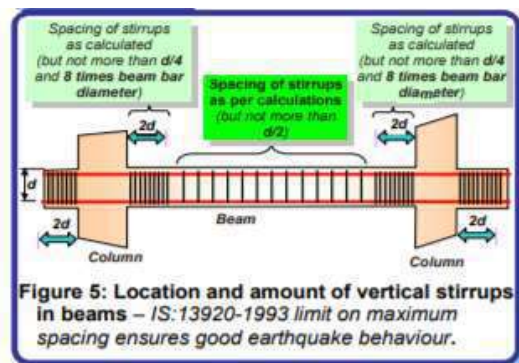 Spacing of stirrups
as calculated
(but not more than d/4
and 8 times beam bar
diameter)
Spacing of stirrups
as calculated
(but not more than d/4
and 8 times beam bar
diameter)
Spacing of stirrups
as per calculations
(but not more than
d/2)
2d
2d
d
2d
Beam
2d
Column
Column
Figure 5: Location and amount of vertical stirrups
in beams – IS:13920-1993 limit on maximum
spacing ensures good earthquake behaviour.